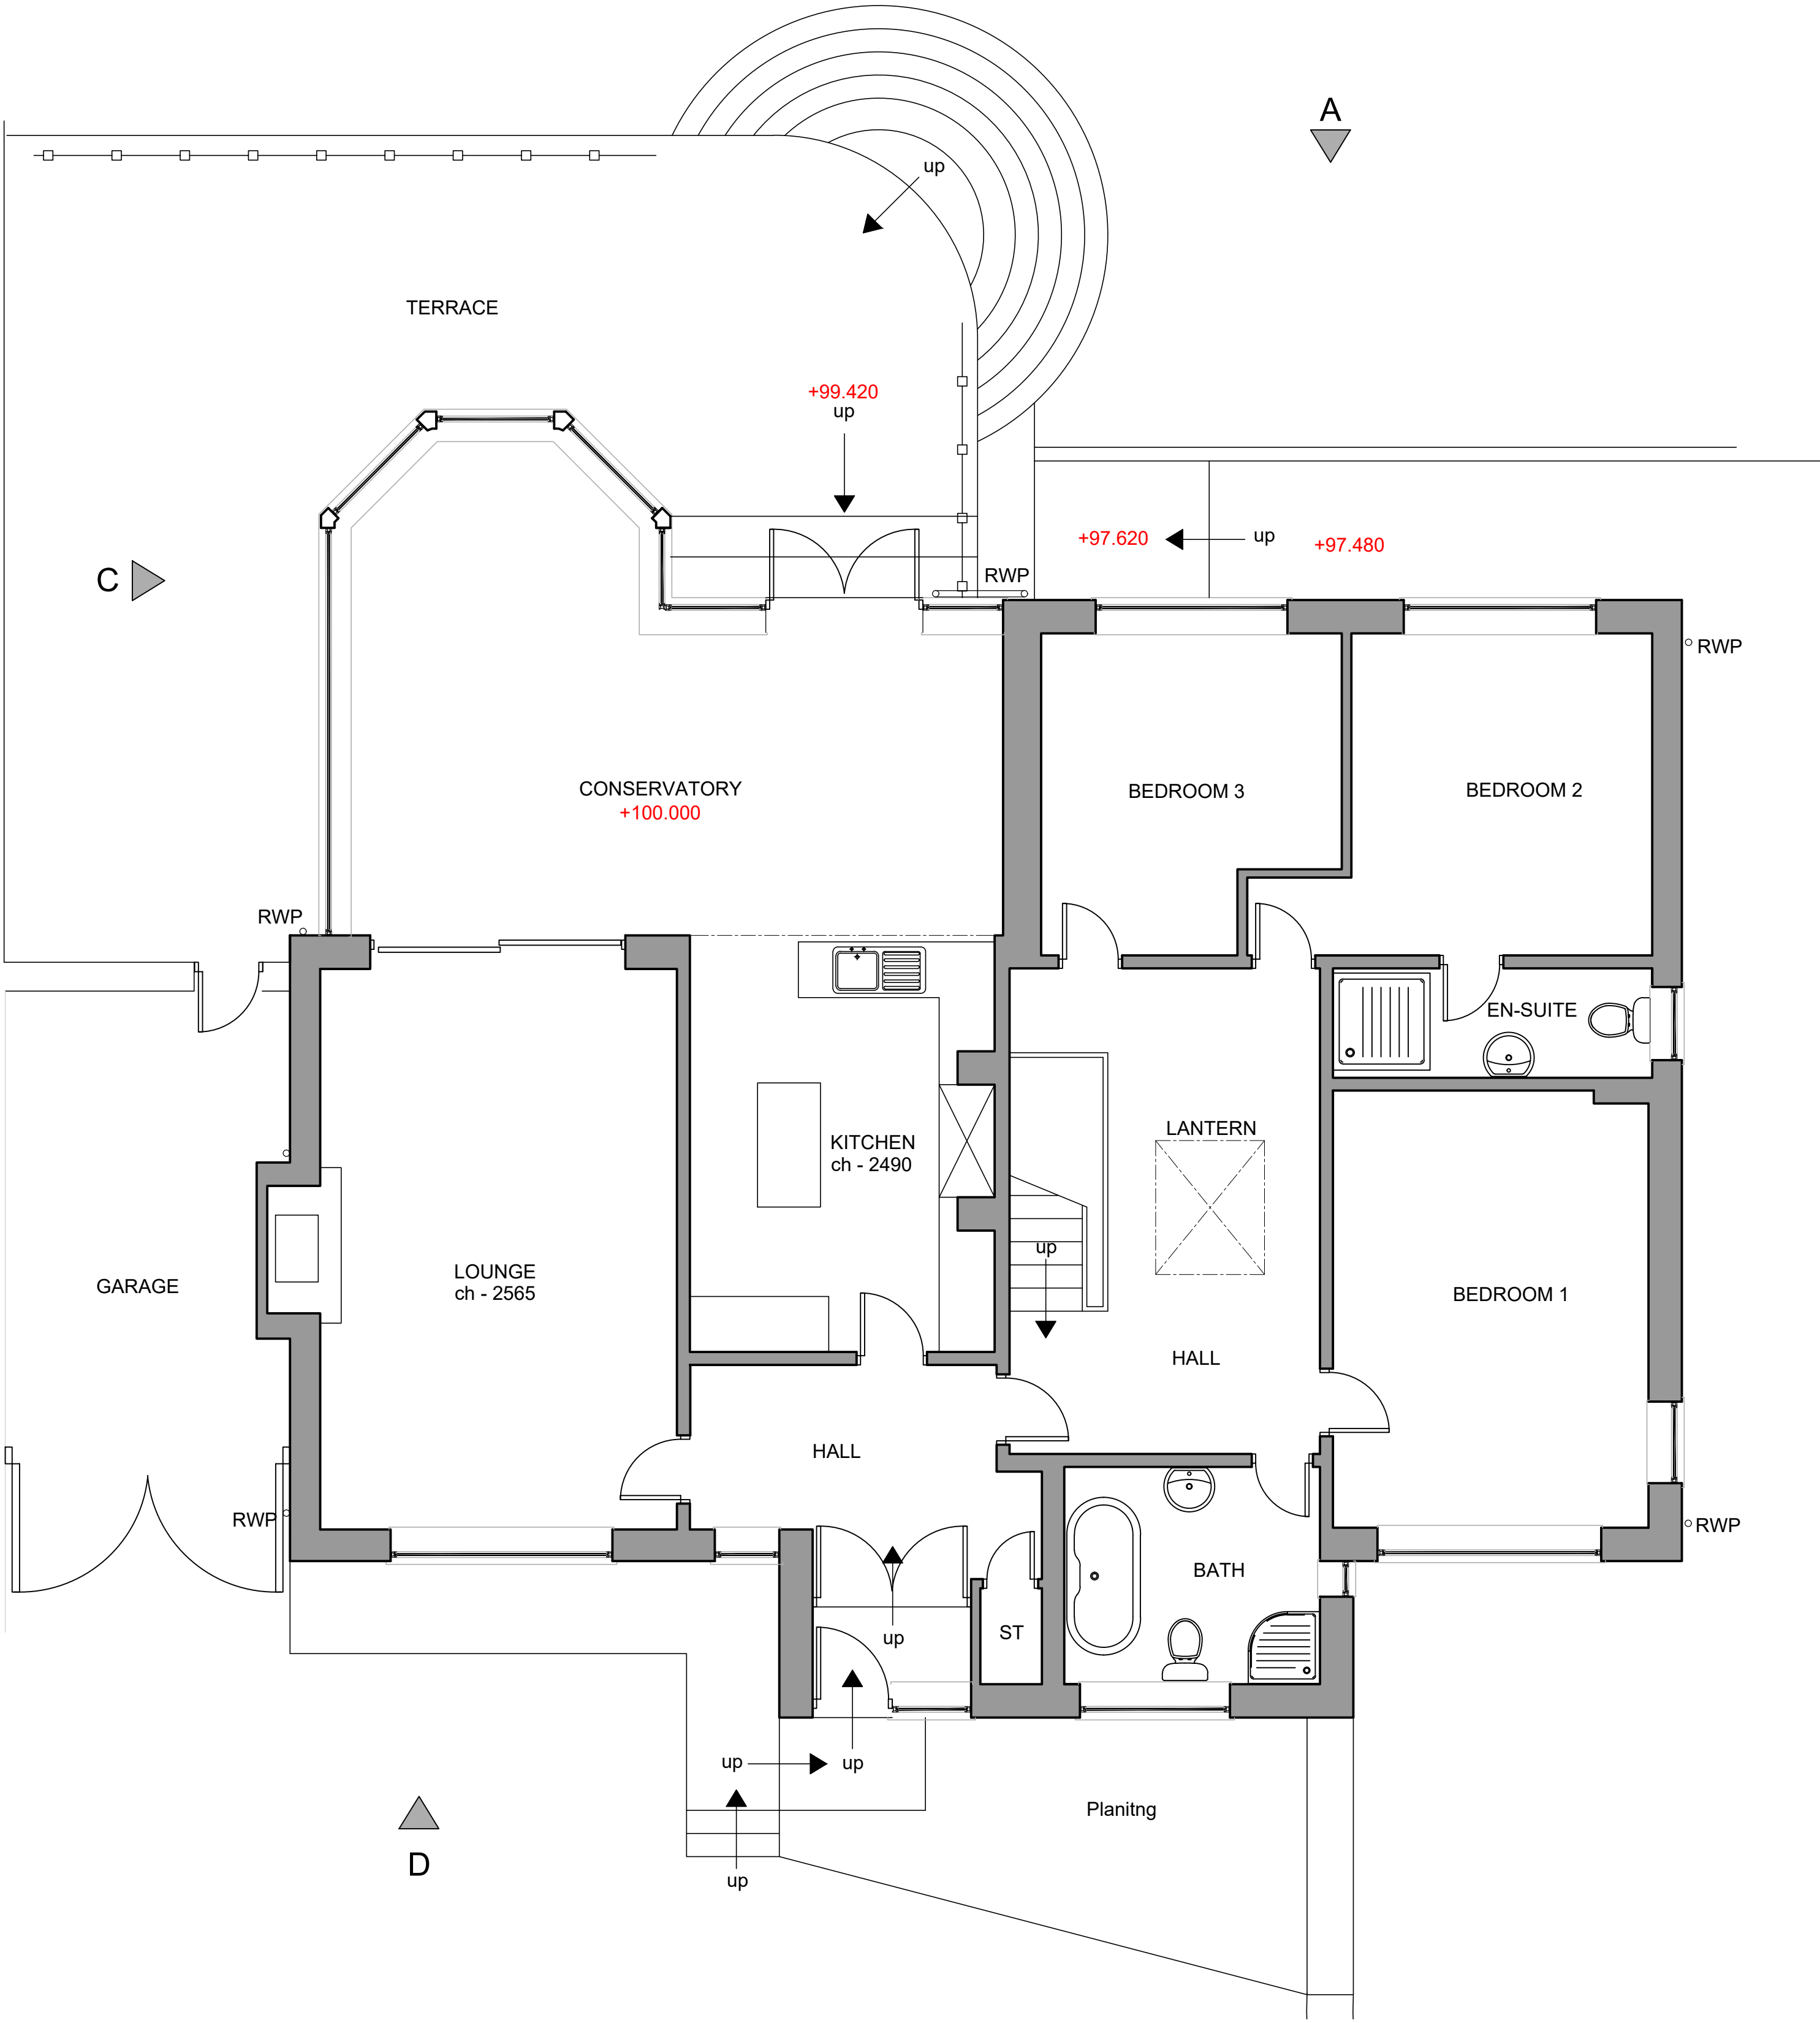 A
up
TERRACE
+99.420
up
C
+97.620
up
+97.480
RWP
RWP
CONSERVATORY
+100.000
BEDROOM 3
BEDROOM 2
RWP
EN-SUITE
LANTERN
KITCHEN
ch - 2490
up
GARAGE
LOUNGE
ch - 2565
BEDROOM 1
HALL
HALL
RWP
RWP
BATH
ST
up
up
up
Planitng
D
up